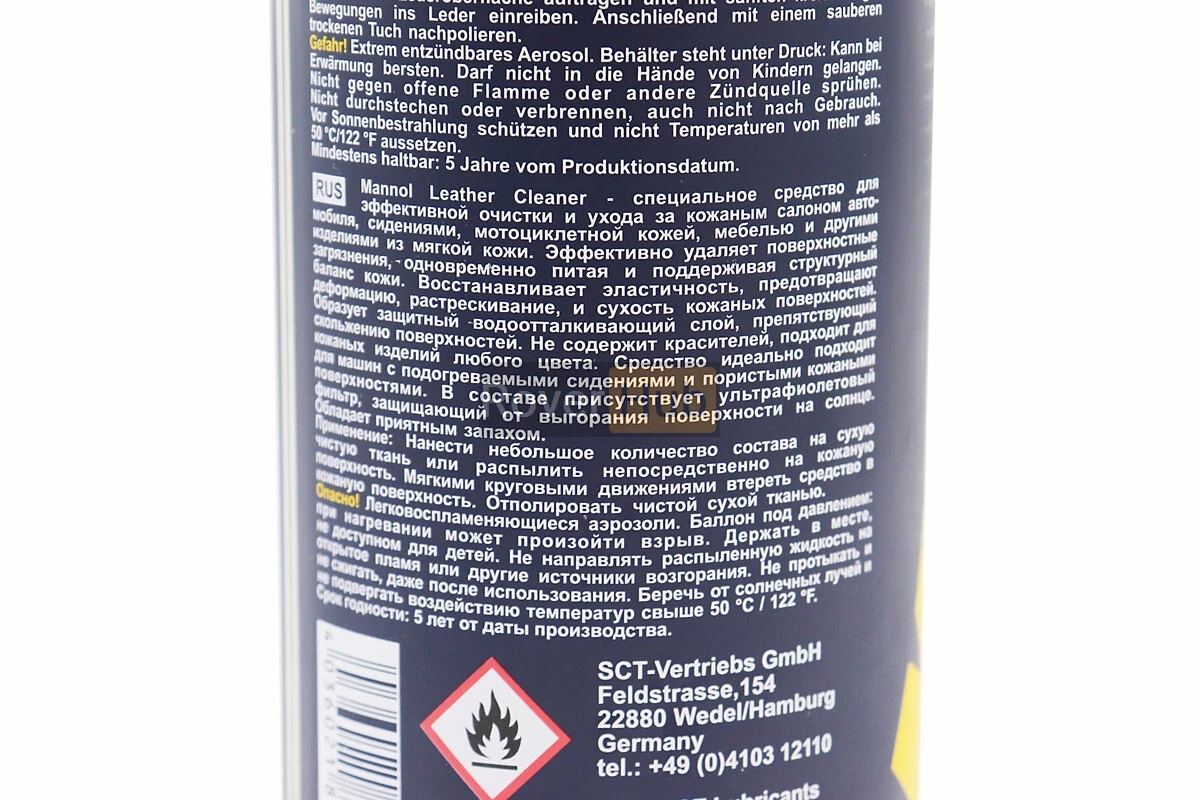 Lederoberfläche auftragen und mit sanften
Bewegungen ins Leder einreiben. Anschließend mit einem sauberen
trockenen Tuch nachpolieren.
Gefahr! Extrem entzündbares Aerosol. Behälter steht unter Druck: Kann bei
Erwärmung bersten. Darf nicht in die Hände von Kindern gelangen.
Nicht gegen offene Flamme oder andere Zündquelle sprühen.
Nicht durchstechen oder verbrennen, auch nicht nach Gebrauch.
Vor Sonnenbestrahlung schützen und nicht Temperaturen von mehr als
50 °C/122 °F aussetzen.
Mindestens haltbar: 5 Jahre vom Produktionsdatum.
RUS Mannol Leather Cleaner - специальное средство для
эффективной очистки и ухода за кожаным салоном авто-
мобиля, сидениями, мотоциклетной кожей, мебелью и другими
изделиями из мягкой кожи. Эффективно удаляет поверхностные
загрязнения, одновременно питая и поддерживая структурный
баланс кожи. Восстанавливает эластичность, предотвращают
деформацию, растрескивание, и сухость кожаных поверхностей.
Образует защитный водоотталкивающий слой, препятствующий
скольжению поверхностей. Не содержит красителей, подходит для
кожаных изделий любого цвета. Средство идеально подходит
для машин с подогреваемыми сидениями и пористыми кожаными
поверхностями. В составе присутствует ультрафиолетовый
фильтр, защищающий от выгорания поверхности на солнце.
Обладает приятным запахом.
Применение: Нанести небольшое количество состава на сухую
чистую ткань или распылить непосредственно на кожаную
поверхность. Мягкими круговыми движениями втереть средство в
кожаную поверхность. Отполировать чистой сухой тканью.
Опасно! Легковоспламеняющиеся аэрозоли. Баллон под давлением:
при нагревании может произойти взрыв. Держать в месте,
не доступном для детей. Не направлять распыленную жидкость на
открытое пламя или другие источники возгорания. Не протыкать и
не сжигать, даже после использования. Беречь от солнечных лучей и
не подвергать воздействию температур свыше 50 °C / 122 °F.
Срок годности: 5 лет от даты производства.
SCT-Vertriebs GmbH
Feldstrasse,154
22880 Wedel/Hamburg
Germany
tel.: +49 (0)4103 12110
Lubricants
4 036021